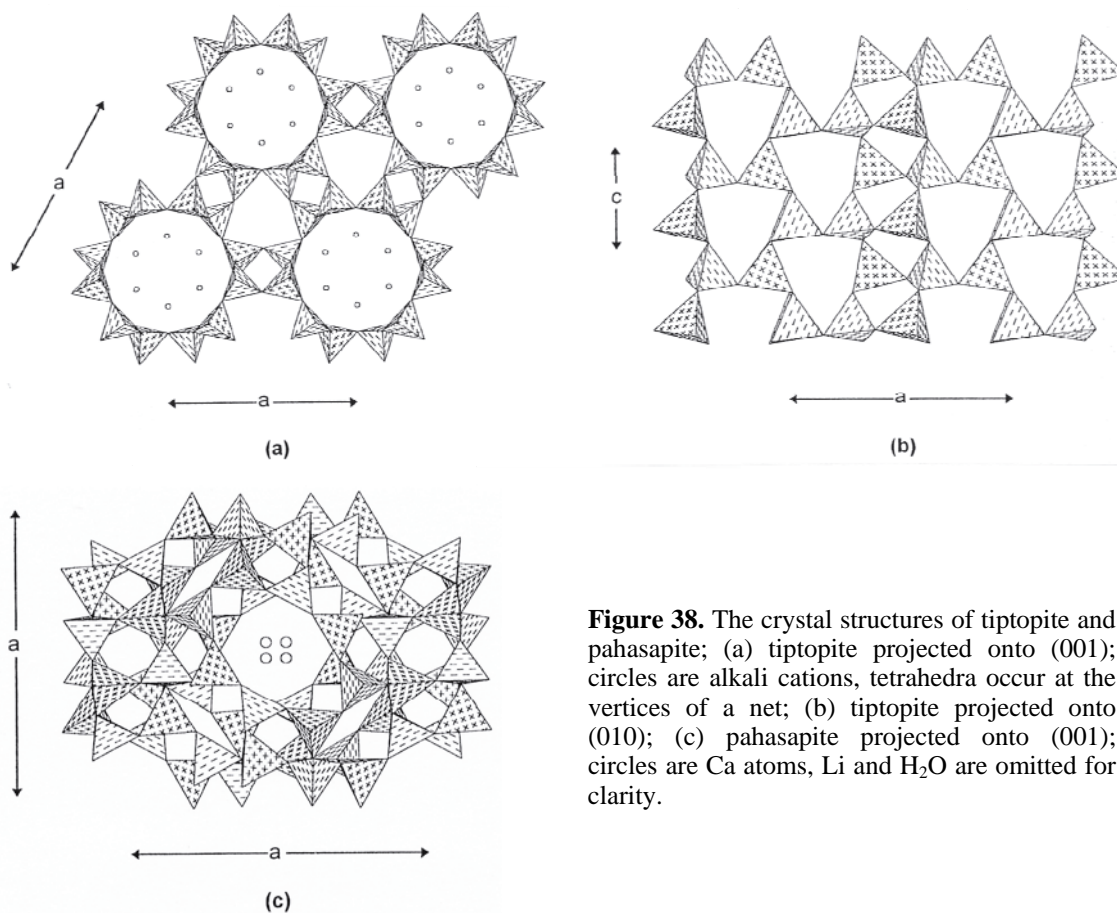 a
a
(a)
c
a
(b)
a
a
(c)
Figure 38. The crystal structures of tiptopite and
pahasapite; (a) tiptopite projected onto (001);
circles are alkali cations, tetrahedra occur at the
vertices of a net; (b) tiptopite projected onto
(010); (c) pahasapite projected onto (001);
circles are Ca atoms, Li and H₂O are omitted for
clarity.